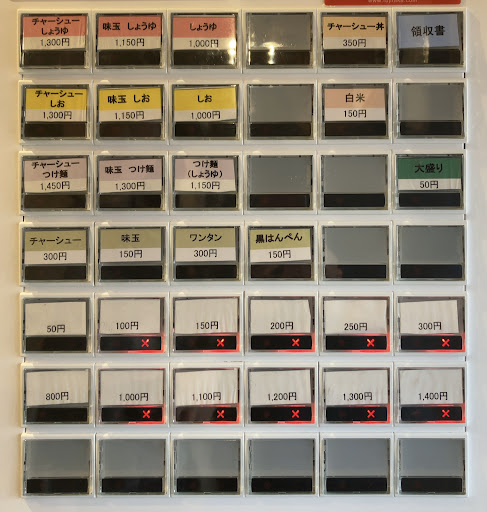 チャーシュー
しょうゆ
1,300円
味玉 しょうゆ
1,150円
しょうゆ
1,000円
チャーシュー丼
350円
領収書
チャーシュー
しお
1,300円
味玉 しお
1,150円
しお
1,000円
白米
150円
チャーシュー
つけ麺
1,450円
味玉 つけ麺
1,300円
つけ麺
(しょうゆ)
1,150円
大盛り
50円
チャーシュー
300円
味玉
150円
ワンタン
300円
黒はんぺん
150円
50円
100円
150円
200円
250円
300円
800円
1,000円
1,100円
1,200円
1,300円
1,400円